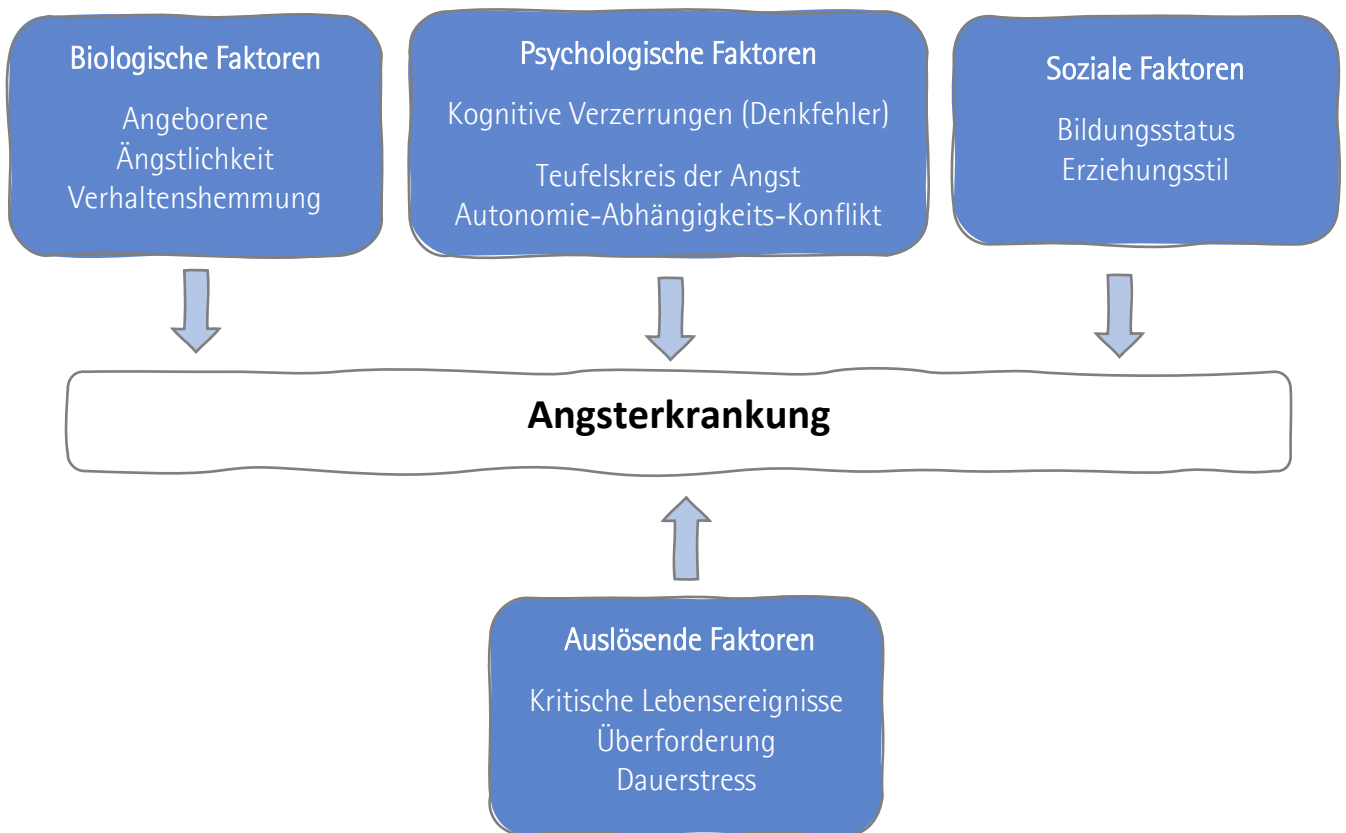 Biologische Faktoren
Angeborene
Ängstlichkeit
Verhaltenshemmung
Psychologische Faktoren
Kognitive Verzerrungen (Denkfehler)
Teufelskreis der Angst
Autonomie-Abhängigkeits-Konflikt
Soziale Faktoren
Bildungsstatus
Erziehungsstil
Angsterkrankung
Auslösende Faktoren
Kritische Lebensereignisse
Überforderung
Dauerstress